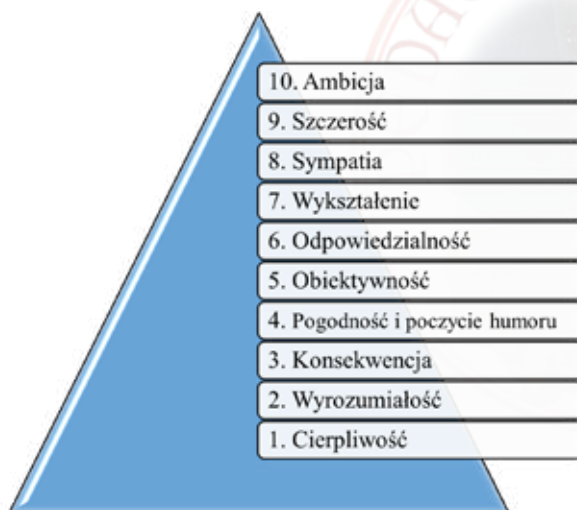 10. Ambicja
9. Szczerość
8. Sympatia
7. Wykształenie
6. Odpowiedzialność
5. Obiektywność
4. Pogodność i poczycie humoru
3. Konsekwencja
2. Wyrozumiałość
1. Cierpliwość